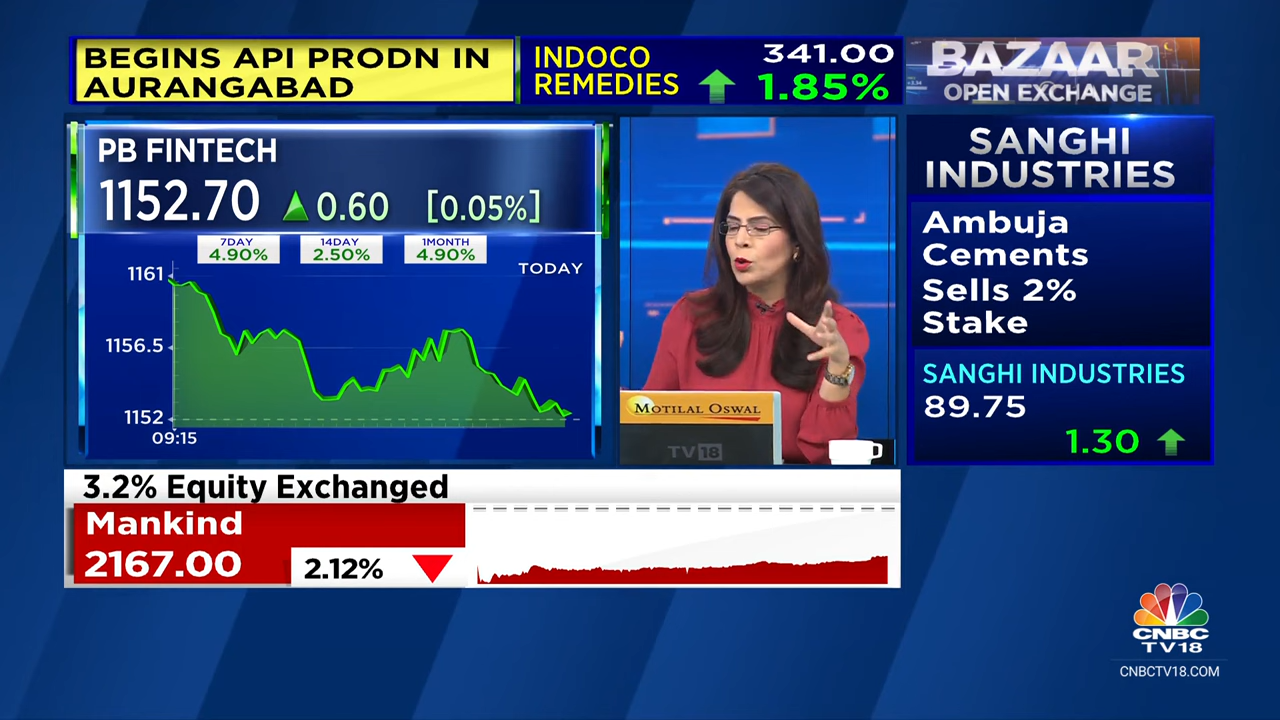 BEGINS API PRODN IN
AURANGABAD
INDOCO
REMEDIES
341.00
1.85%
BAZAAR
OPEN EXCHANGE
PB FINTECH
1152.70
0.60
[0.05%]
7DAY
4.90%
14DAY
2.50%
1MONTH
4.90%
TODAY
1161
1156.5
1152
09:15
MOTILAL OSWAL
TV18
SANGHI
INDUSTRIES
Ambuja
Cements
Sells 2%
Stake
SANGHI INDUSTRIES
89.75
1.30
3.2% Equity Exchanged
Mankind
2167.00
2.12%
CNBC
TV18
CNBCTV18.COM